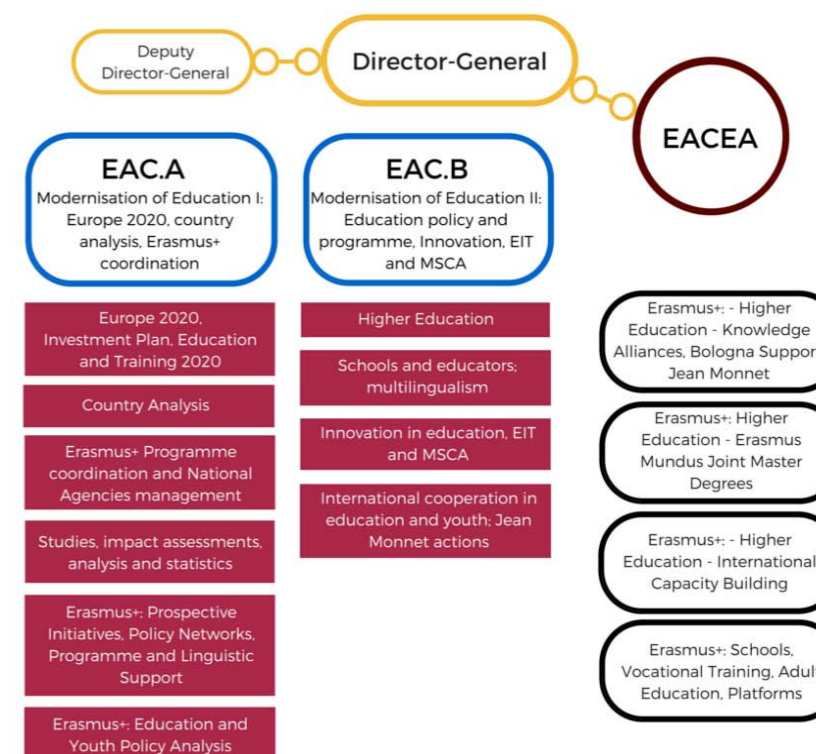 Deputy
Director-General
Director-General
EACEA
EAC.A
Modernisation of Education I:
Europe 2020, country
analysis, Erasmus+
coordination
EAC.B
Modernisation of Education II:
Education policy and
programme, Innovation, EIT
and MSCA
Europe 2020,
Investment Plan, Education
and Training 2020
Country Analysis
Erasmus+ Programme
coordination and National
Agencies management
Studies, impact assessments,
analysis and statistics
Erasmus+: Prospective
Initiatives, Policy Networks,
Programme and Linguistic
Support
Erasmus+: Education and
Youth Policy Analysis
Higher Education
Schools and educators;
multilingualism
Innovation in education, EIT
and MSCA
International cooperation in
education and youth; Jean
Monnet actions
Erasmus+: - Higher
Education - Knowledge
Alliances, Bologna Support
Jean Monnet
Erasmus+: Higher
Education - Erasmus
Mundus Joint Master
Degrees
Erasmus+: - Higher
Education - International
Capacity Building
Erasmus+: Schools,
Vocational Training, Adul
Education, Platforms